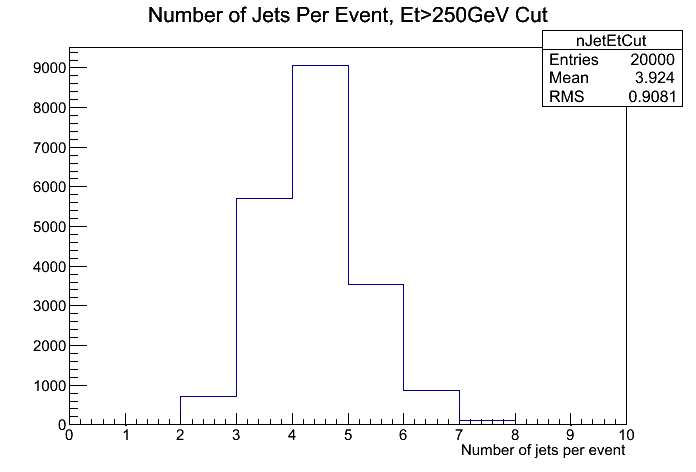 Number of Jets Per Event, Et>250GeV Cut
nJetEtCut
Entries 20000
Mean 3.924
RMS 0.9081
9000
8000
7000
6000
5000
4000
3000
2000
1000
0
0 1 2 3 4 5 6 7 8 9 10
Number of jets per event